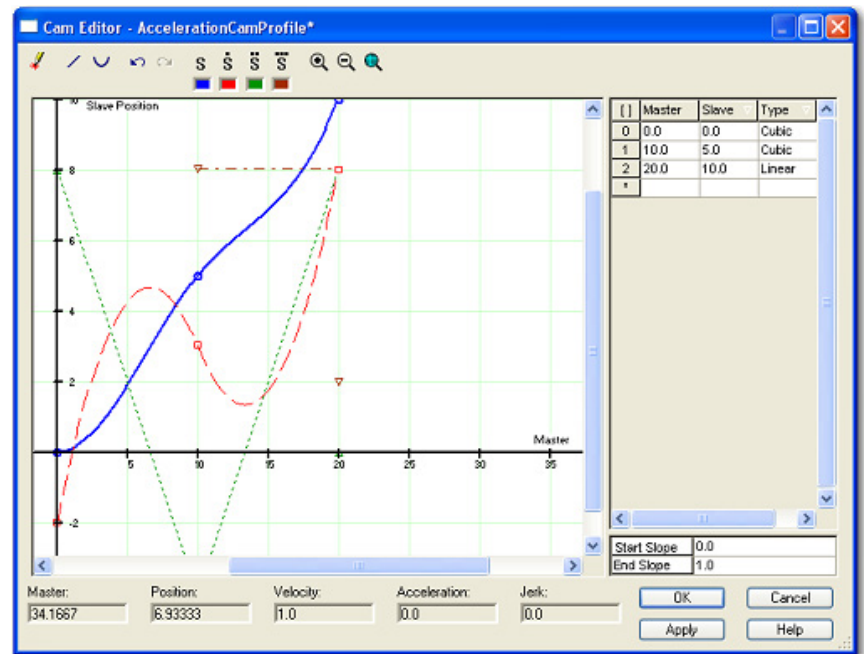 Cam Editor - AccelerationCamProfile*
S Ṡ S̈ S⃛
Slave Position
10
8
6
4
2
-2
5 10 15 20 25 30 35
Master
[ ] Master Slave Type
0 0.0 0.0 Cubic
1 10.0 5.0 Cubic
2 20.0 10.0 Linear
*
Start Slope 0.0
End Slope 1.0
Master: Position: Velocity: Acceleration: Jerk:
34.1667 6.93333 1.0 0.0 0.0
OK Cancel
Apply Help